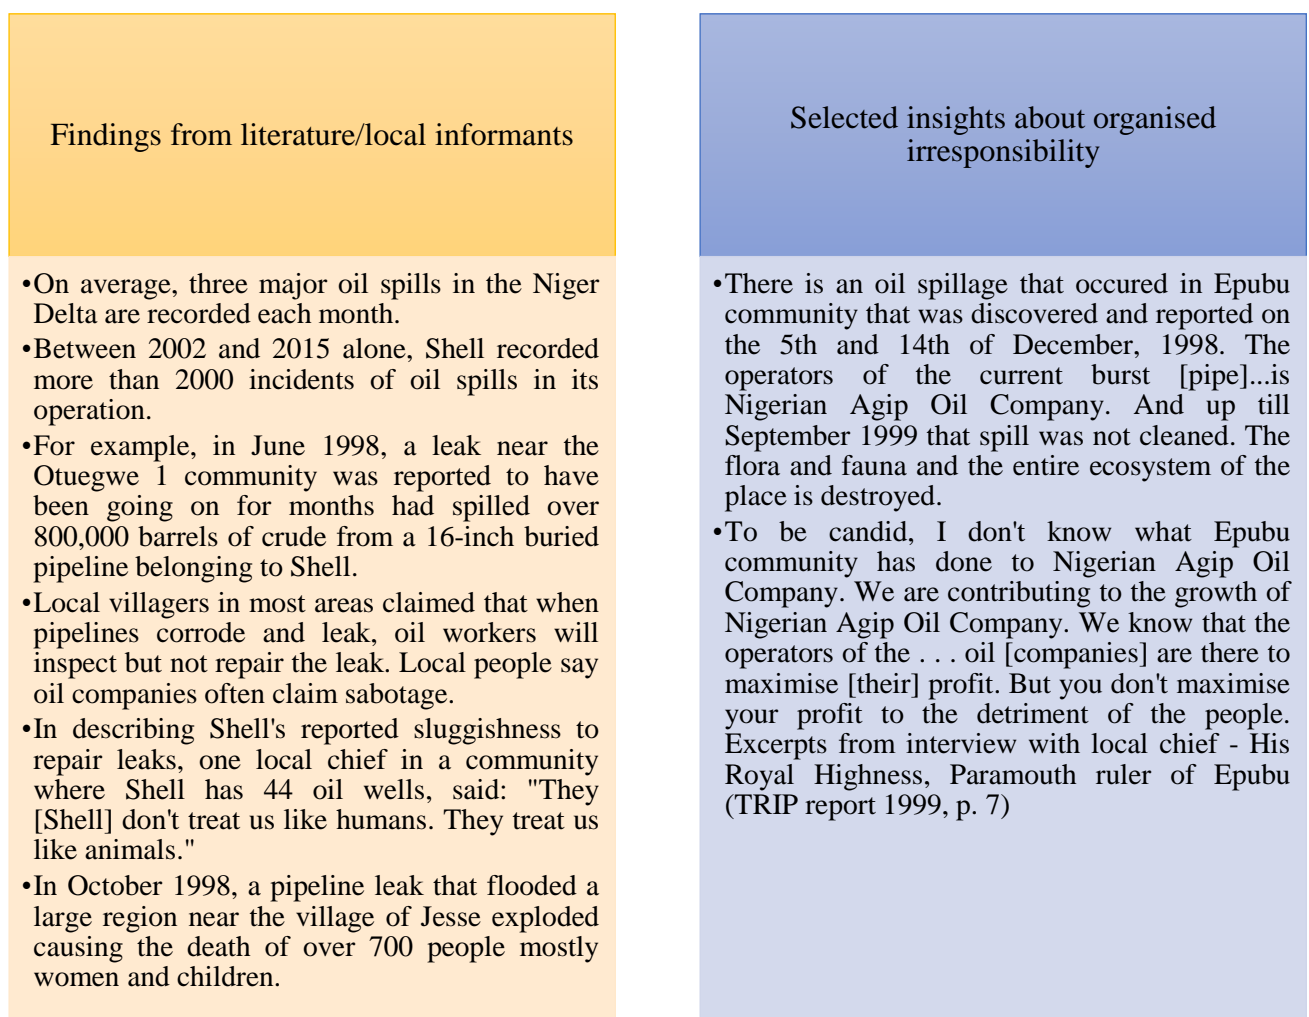 Findings from literature/local informants
•On average, three major oil spills in the Niger
Delta are recorded each month.
•Between 2002 and 2015 alone, Shell recorded
more than 2000 incidents of oil spills in its
operation.
•For example, in June 1998, a leak near the
Otuegwe 1 community was reported to have
been going on for months had spilled over
800,000 barrels of crude from a 16-inch buried
pipeline belonging to Shell.
•Local villagers in most areas claimed that when
pipelines corrode and leak, oil workers will
inspect but not repair the leak. Local people say
oil companies often claim sabotage.
•In describing Shell's reported sluggishness to
repair leaks, one local chief in a community
where Shell has 44 oil wells, said: "They
[Shell] don't treat us like humans. They treat us
like animals."
•In October 1998, a pipeline leak that flooded a
large region near the village of Jesse exploded
causing the death of over 700 people mostly
women and children.
Selected insights about organised
irresponsibility
•There is an oil spillage that occured in Epubu
community that was discovered and reported on
the 5th and 14th of December, 1998. The
operators of the current burst [pipe]...is
Nigerian Agip Oil Company. And up till
September 1999 that spill was not cleaned. The
flora and fauna and the entire ecosystem of the
place is destroyed.
•To be candid, I don't know what Epubu
community has done to Nigerian Agip Oil
Company. We are contributing to the growth of
Nigerian Agip Oil Company. We know that the
operators of the . . . oil [companies] are there to
maximise [their] profit. But you don't maximise
your profit to the detriment of the people.
Excerpts from interview with local chief - His
Royal Highness, Paramouth ruler of Epubu
(TRIP report 1999, p. 7)